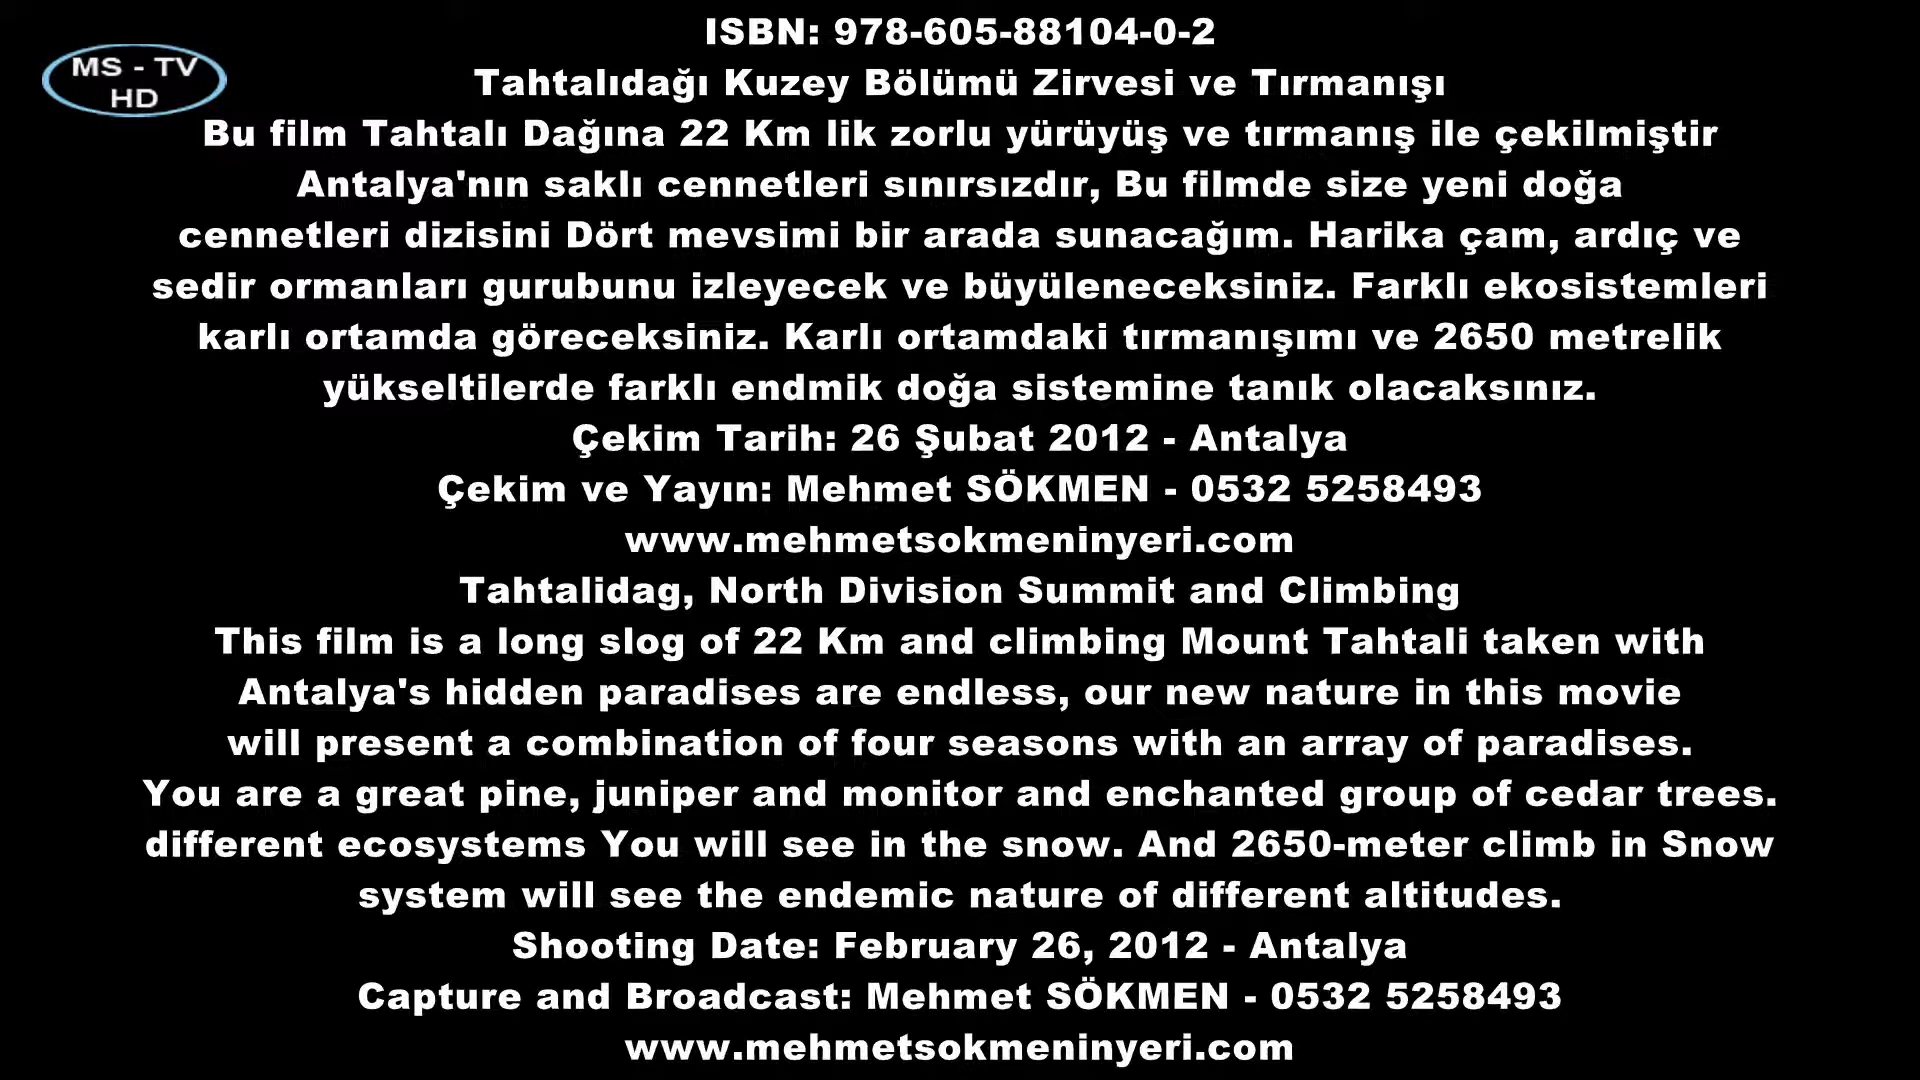 ISBN: 978-605-88104-0-2
MS - TV
HD
Tahtalıdağı Kuzey Bölümü Zirvesi ve Tırmanışı
Bu film Tahtalı Dağına 22 Km lik zorlu yürüyüş ve tırmanış ile çekilmiştir
Antalya'nın saklı cennetleri sınırsızdır, Bu filmde size yeni doğa
cennetleri dizisini Dört mevsimi bir arada sunacağım. Harika çam, ardıç ve
sedir ormanları gurubunu izleyecek ve büyüleneceksiniz. Farklı ekosistemleri
karlı ortamda göreceksiniz. Karlı ortamdaki tırmanışımı ve 2650 metrelik
yükseltilerde farklı endmik doğa sistemine tanık olacaksınız.
Çekim Tarih: 26 Şubat 2012 - Antalya
Çekim ve Yayın: Mehmet SÖKMEN - 0532 5258493
www.mehmetsokmeninyeri.com
Tahtalidag, North Division Summit and Climbing
This film is a long slog of 22 Km and climbing Mount Tahtali taken with
Antalya's hidden paradises are endless, our new nature in this movie
will present a combination of four seasons with an array of paradises.
You are a great pine, juniper and monitor and enchanted group of cedar trees.
different ecosystems You will see in the snow. And 2650-meter climb in Snow
system will see the endemic nature of different altitudes.
Shooting Date: February 26, 2012 - Antalya
Capture and Broadcast: Mehmet SÖKMEN - 0532 5258493
www.mehmetsokmeninyeri.com